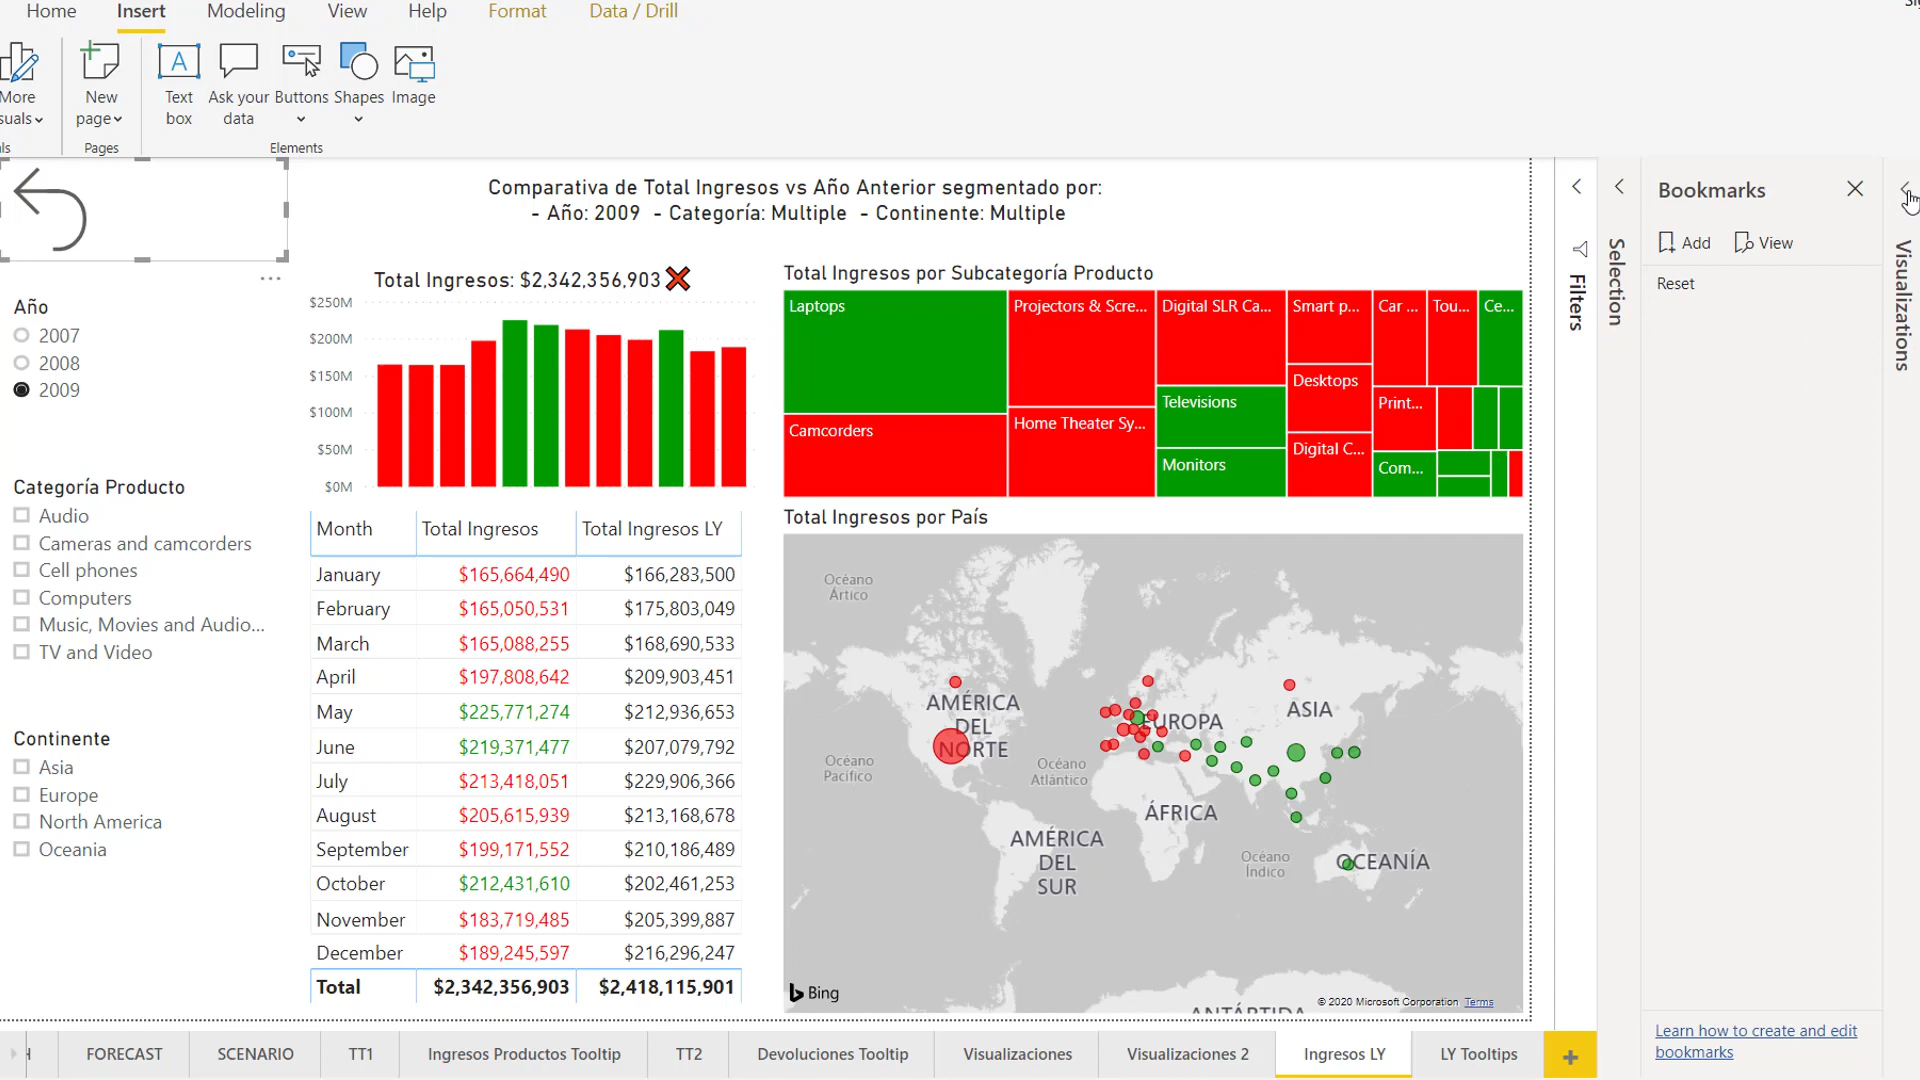 Home Insert Modeling View Help Format Data / Drill
More New Text Ask your Buttons Shapes Image
page box data
Pages Elements
Comparativa de Total Ingresos vs Año Anterior segmentado por:
- Año: 2009 - Categoría: Multiple - Continente: Multiple
Año
2007
2008
2009
Categoría Producto
Audio
Cameras and camcorders
Cell phones
Computers
Music, Movies and Audio...
TV and Video
Continente
Asia
Europe
North America
Oceania
Total Ingresos: $2,342,356,903
$250M
$200M
$150M
$100M
$50M
$0M
Month Total Ingresos Total Ingresos LY
January $165,664,490 $166,283,500
February $165,050,531 $175,803,049
March $165,088,255 $168,690,533
April $197,808,642 $209,903,451
May $225,771,274 $212,936,653
June $219,371,477 $207,079,792
July $213,418,051 $229,906,366
August $205,615,939 $213,168,678
September $199,171,552 $210,186,489
October $212,431,610 $202,461,253
November $183,719,485 $205,399,887
December $189,245,597 $216,296,247
Total $2,342,356,903 $2,418,115,901
Total Ingresos por Subcategoría Producto
Laptops
Camcorders
Projectors & Scre...
Home Theater Sy...
Digital SLR Ca...
Televisions
Monitors
Smart p...
Desktops
Digital C...
Car ...
Tou...
Ce...
Print...
Com...
Total Ingresos por País
Océano
Ártico
AMÉRICA
DEL
NORTE
EUROPA
ASIA
Océano
Pacífico
Océano
Atlántico
ÁFRICA
AMÉRICA
DEL
SUR
Océano
Índico
OCEANÍA
ANTÁRTIDA
Bing
© 2020 Microsoft Corporation Terms
Filters
Selection
Bookmarks
Add View
Reset
Learn how to create and edit
bookmarks
Visualizations
FORECAST SCENARIO TT1 Ingresos Productos Tooltip TT2 Devoluciones Tooltip Visualizaciones Visualizaciones 2 Ingresos LY LY Tooltips